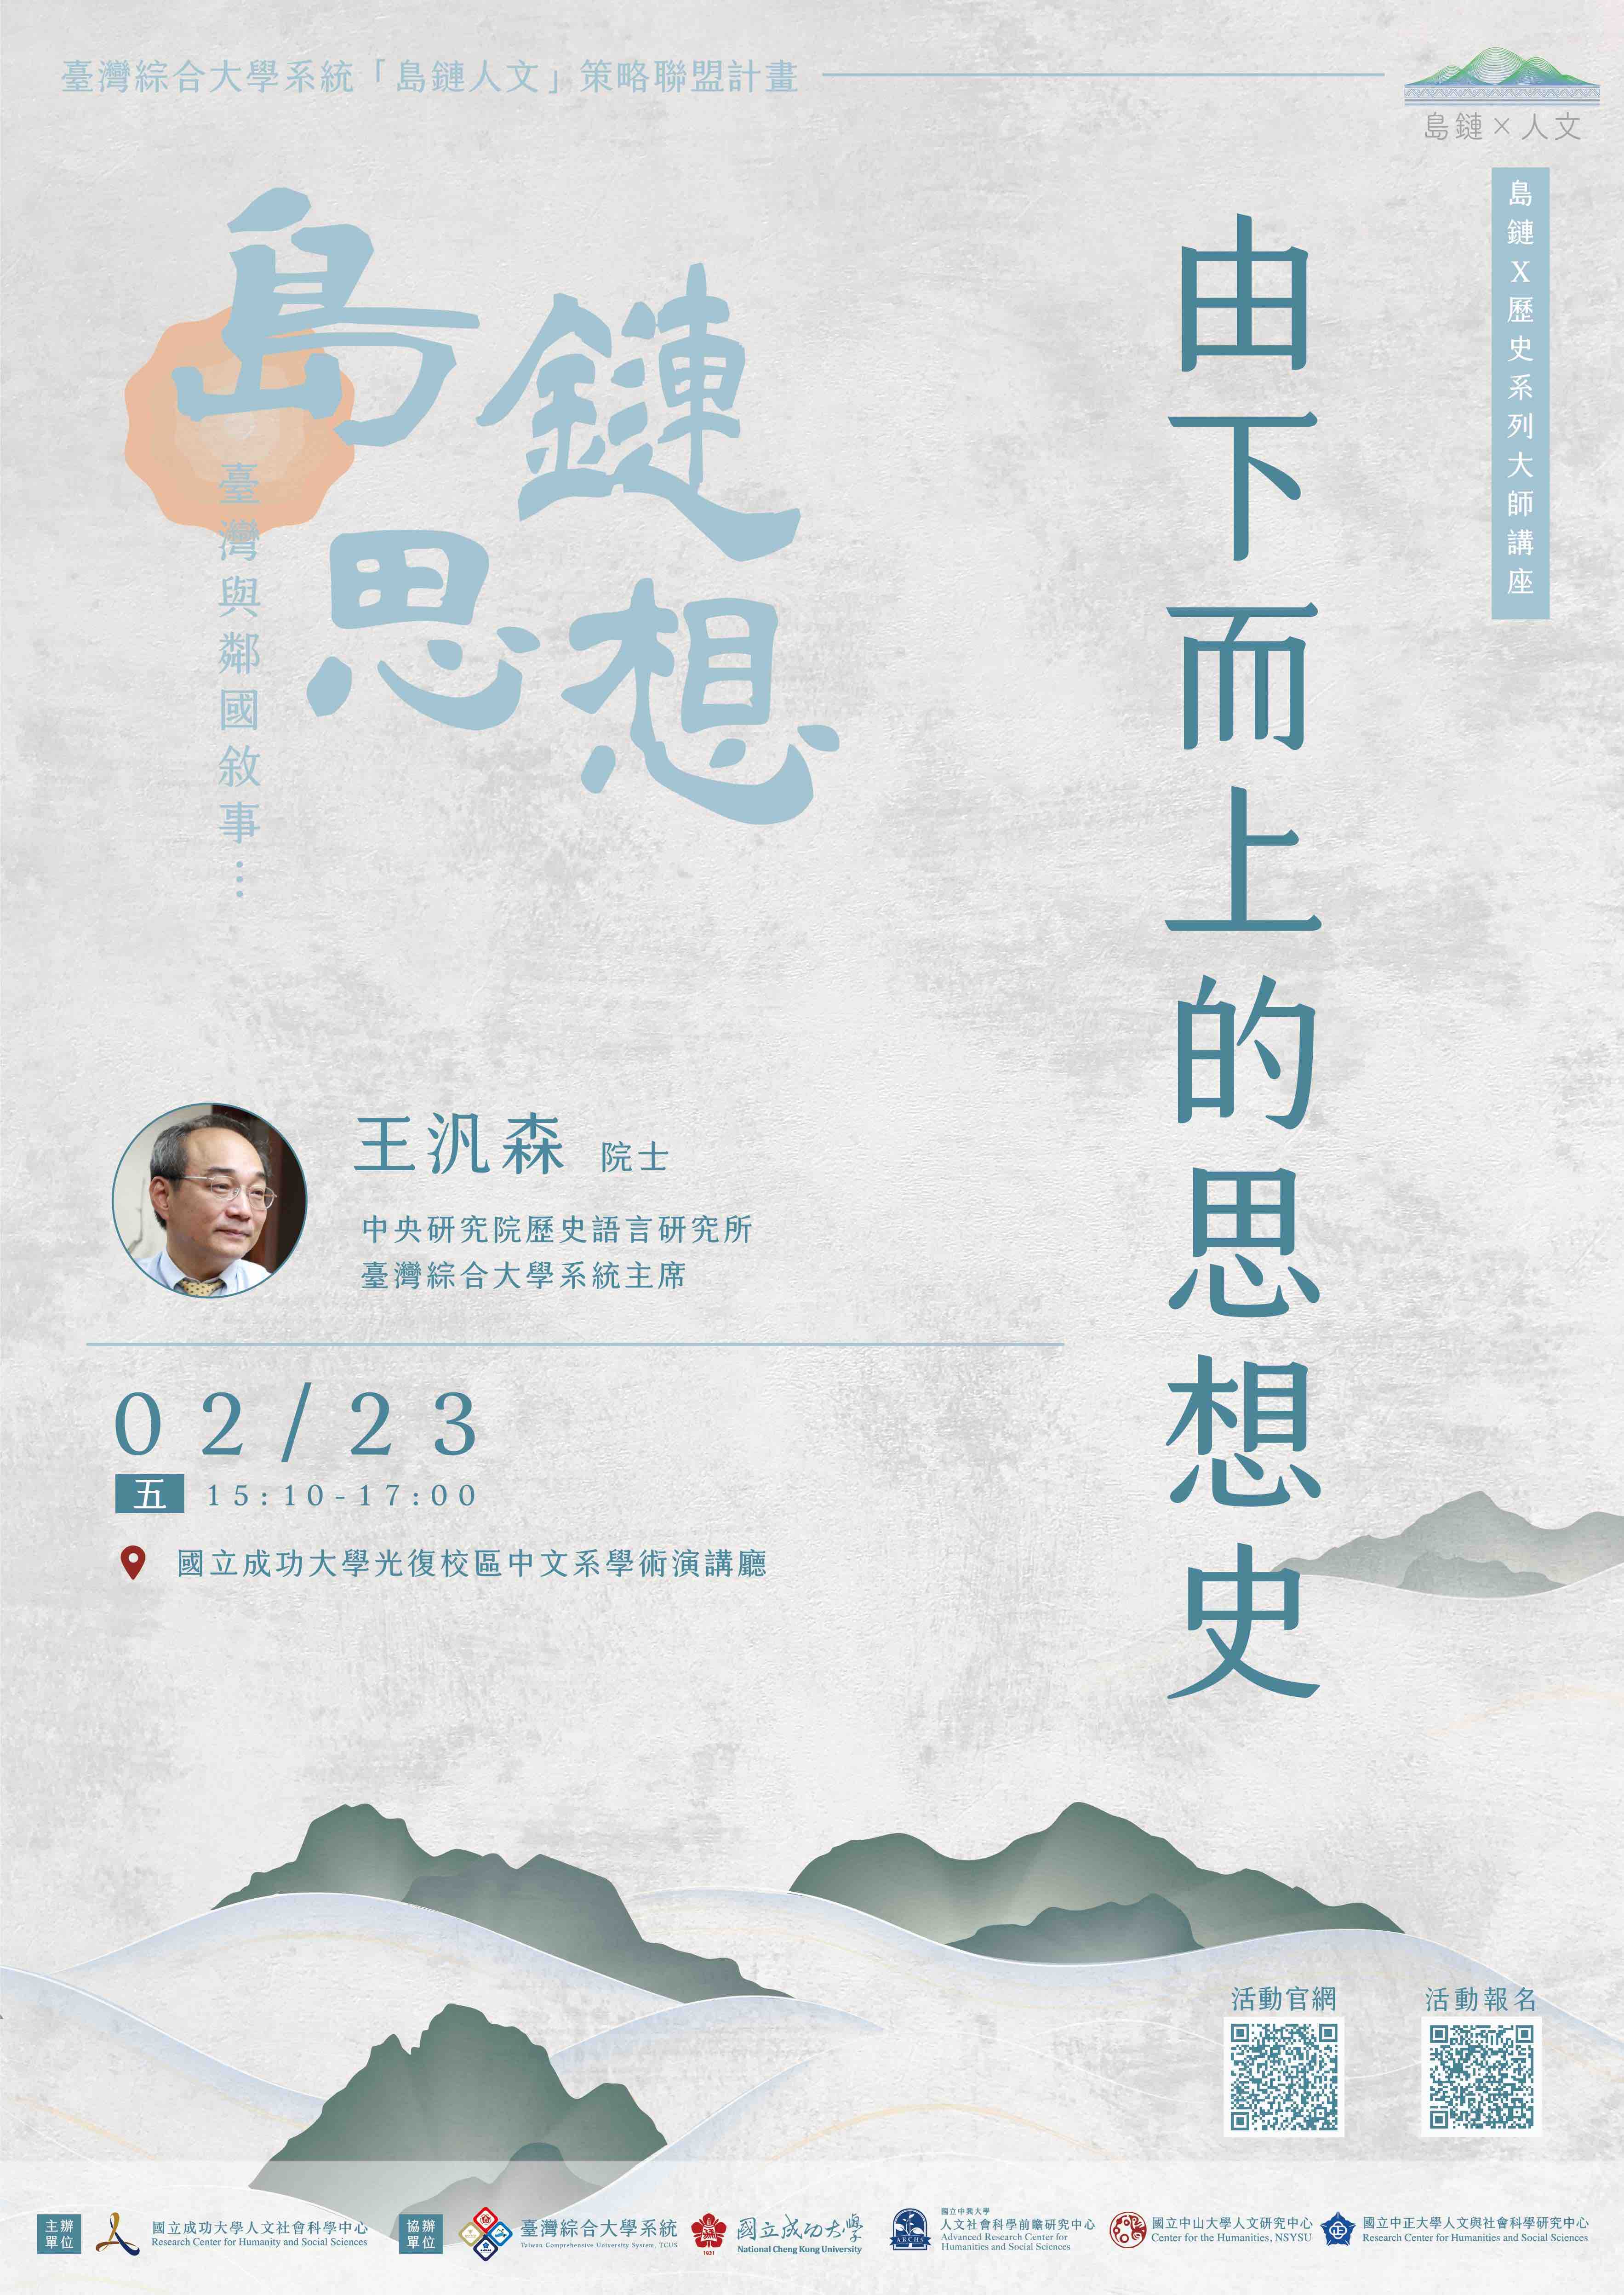 臺灣綜合大學系統「島鏈人文」策略聯盟計畫
島鏈×人文
島鏈X歷史系列大師講座
由下而上的思想史
島鏈
思想
臺灣與鄰國敘事…
王汎森 院士
中央研究院歷史語言研究所
臺灣綜合大學系統主席
02/23
五 15:10-17:00
國立成功大學光復校區中文系學術演講廳
活動官網
活動報名
主辦單位
國立成功大學人文社會科學中心
Research Center for Humanity and Social Sciences
協辦單位
臺灣綜合大學系統
Taiwan Comprehensive University System, TCUS
1931
國立成功大學
National Cheng Kung University
ARCHS
國立中興大學
人文社會科學前瞻研究中心
Advanced Research Center for
Humanities and Social Sciences
國立中山大學人文研究中心
Center for the Humanities, NSYSU
國立中正大學人文與社會科學研究中心
Research Center for Humanities and Social Sciences